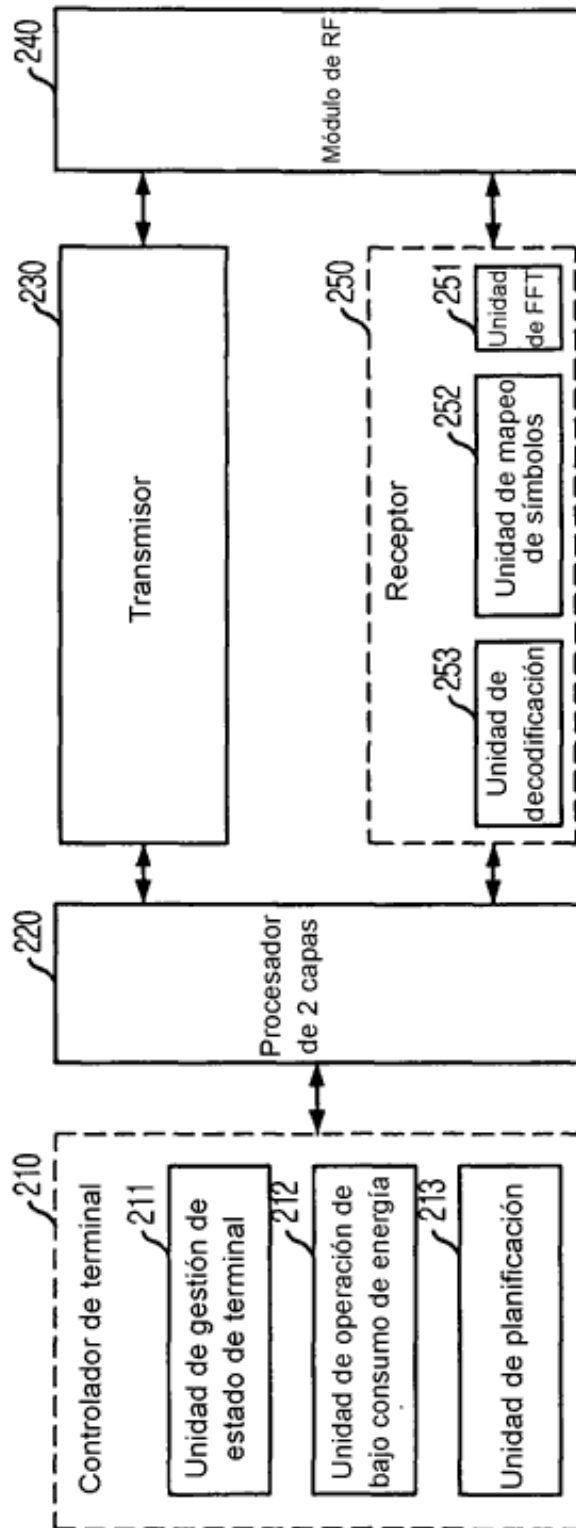 210
Controlador de terminal
211
Unidad de gestión de
estado de terminal
212
Unidad de operación de
bajo consumo de energía
213
Unidad de planificación
220
Procesador
de 2 capas
230
Transmisor
250
Receptor
253
Unidad de
decodificación
252
Unidad de mapeo
de símbolos
251
Unidad
de FFT
240
Módulo de RF